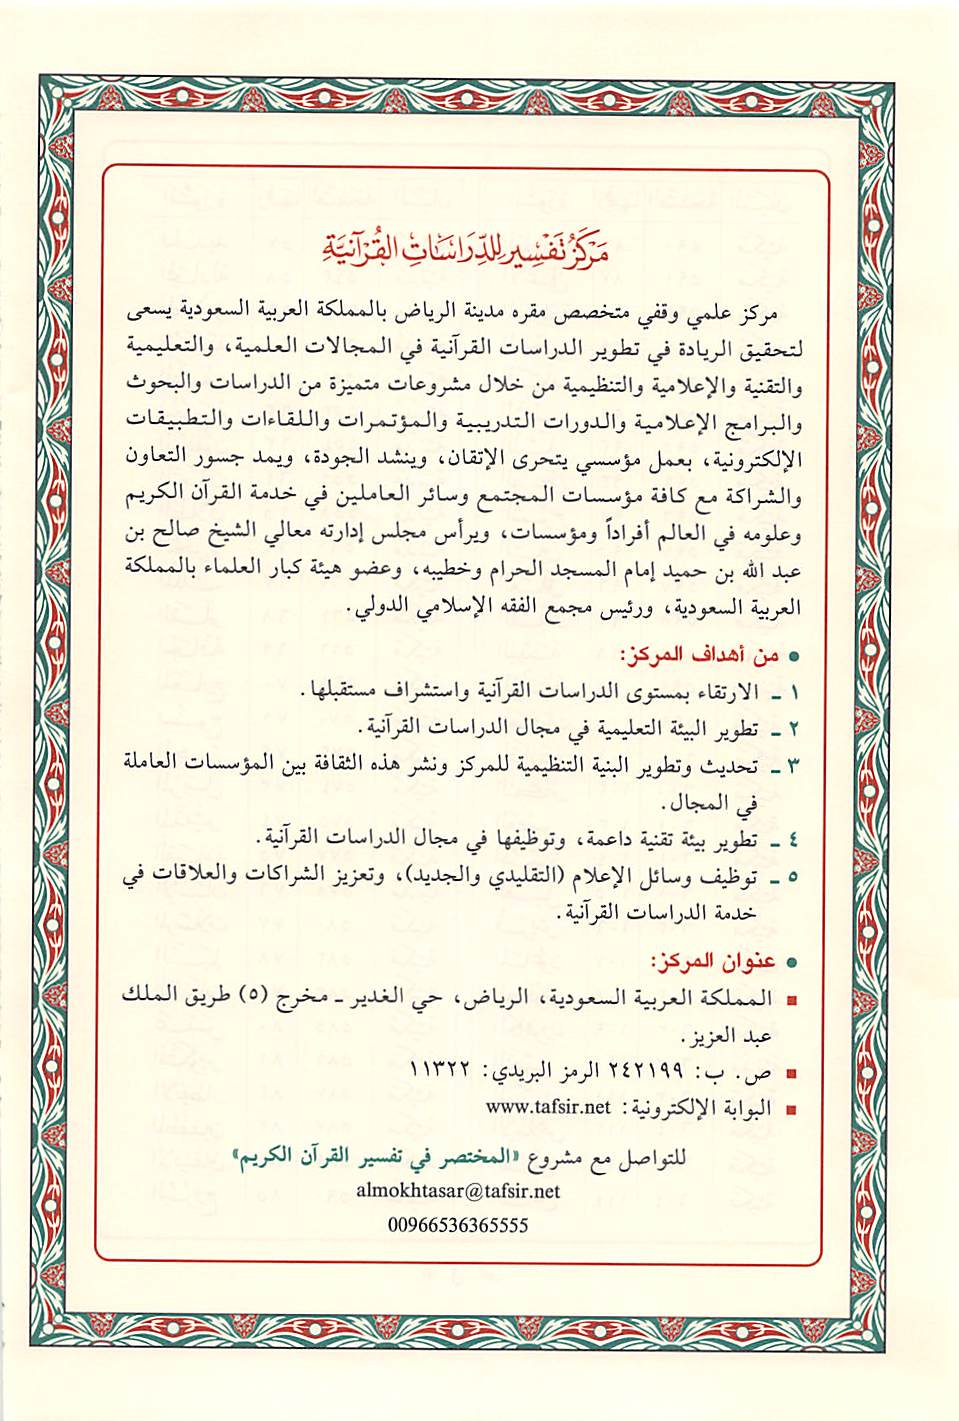 مَرْكَزُ تَفْسِير لِلدِّرَاسَاتِ القُرْآنِيَّةِ
مركز علمي وقفي متخصص مقره مدينة الرياض بالمملكة العربية السعودية يسعى
لتحقيق الريادة في تطوير الدراسات القرآنية في المجالات العلمية، والتعليمية
والتقنية والإعلامية والتنظيمية من خلال مشروعات متميزة من الدراسات والبحوث
والبرامج الإعلامية والدورات التدريبية والمؤتمرات واللقاءات والتطبيقات
الإلكترونية، بعمل مؤسسي يتحرى الإتقان، وينشد الجودة، ويمد جسور التعاون
والشراكة مع كافة مؤسسات المجتمع وسائر العاملين في خدمة القرآن الكريم
وعلومه في العالم أفراداً ومؤسسات، ويرأس مجلس إدارته معالي الشيخ صالح بن
عبد الله بن حميد إمام المسجد الحرام وخطيبه، وعضو هيئة كبار العلماء بالمملكة
العربية السعودية، ورئيس مجمع الفقه الإسلامي الدولي.
● من أهداف المركز:
١ ـ الارتقاء بمستوى الدراسات القرآنية واستشراف مستقبلها.
٢ ـ تطوير البيئة التعليمية في مجال الدراسات القرآنية.
٣ ـ تحديث وتطوير البنية التنظيمية للمركز ونشر هذه الثقافة بين المؤسسات العاملة
في المجال.
٤ ـ تطوير بيئة تقنية داعمة، وتوظيفها في مجال الدراسات القرآنية.
٥ ـ توظيف وسائل الإعلام (التقليدي والجديد)، وتعزيز الشراكات والعلاقات في
خدمة الدراسات القرآنية.
● عنوان المركز:
■ المملكة العربية السعودية، الرياض، حي الغدير ـ مخرج (٥) طريق الملك
عبد العزيز.
■ ص. ب: ٢٤٢١٩٩ الرمز البريدي: ١١٣٢٢
■ البوابة الإلكترونية: www.tafsir.net
للتواصل مع مشروع «المختصر في تفسير القرآن الكريم»
almokhtasar@tafsir.net
00966536365555